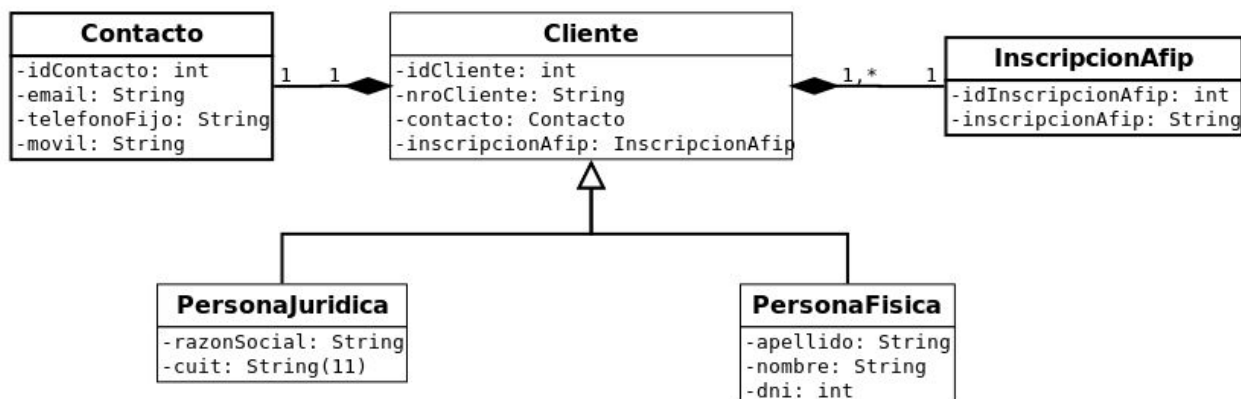 Contacto
-idContacto: int
-email: String
-telefonoFijo: String
-movil: String
1
1
Cliente
-idCliente: int
-nroCliente: String
-contacto: Contacto
-inscripcionAfip: InscripcionAfip
1,*
1
InscripcionAfip
-idInscripcionAfip: int
-inscripcionAfip: String
PersonaJuridica
-razonSocial: String
-cuit: String(11)
PersonaFisica
-apellido: String
-nombre: String
-dni: int